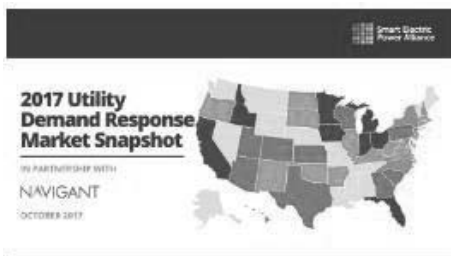 Smart Electric
Power Alliance
2017 Utility
Demand Response
Market Snapshot
IN PARTNERSHIP WITH
NAVIGANT
OCTOBER 2017